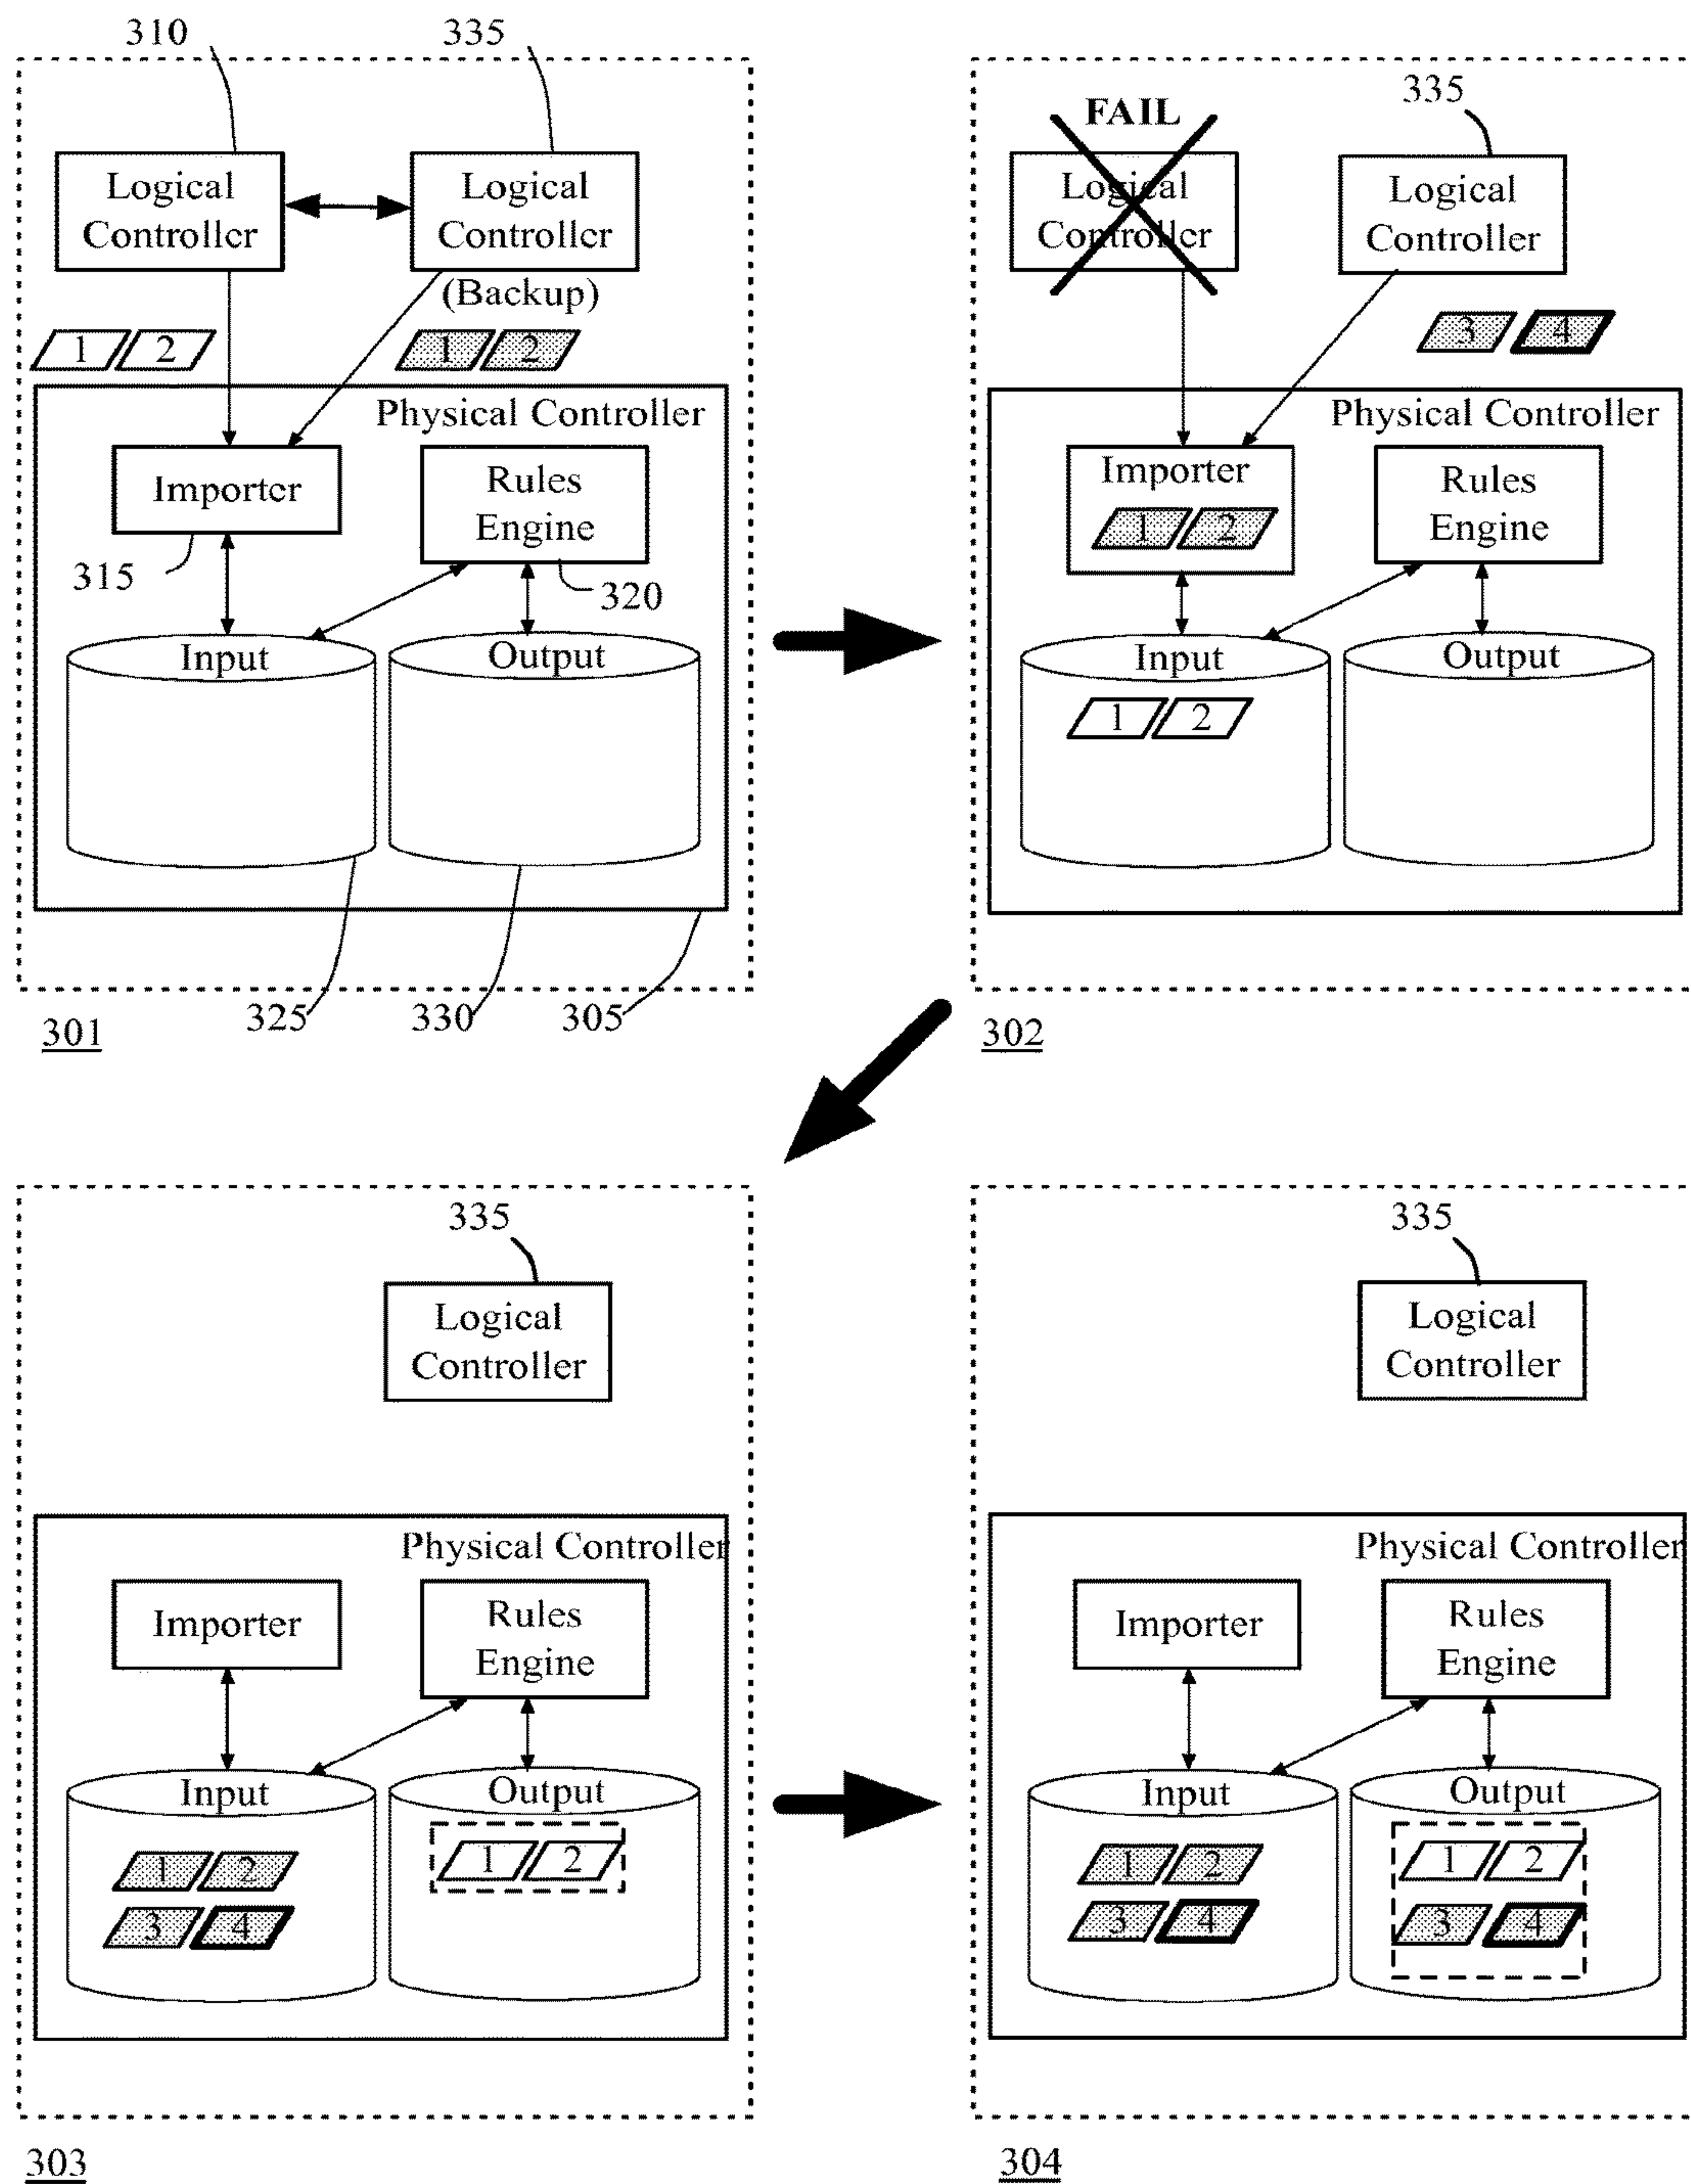 310
335
Logical
Controller
Logical
Controller
(Backup)
1
2
1
2
Physical Controller
Importer
Rules
Engine
315
320
Input
Output
325
330
305
301
FAIL
335
Logical
Controller
Logical
Controller
3
4
Physical Controller
Importer
1
2
Rules
Engine
Input
Output
1
2
302
335
Logical
Controller
Physical Controller
Importer
Rules
Engine
Input
Output
1
2
1
2
3
4
303
335
Logical
Controller
Physical Controller
Importer
Rules
Engine
Input
Output
1
2
1
2
3
4
3
4
304